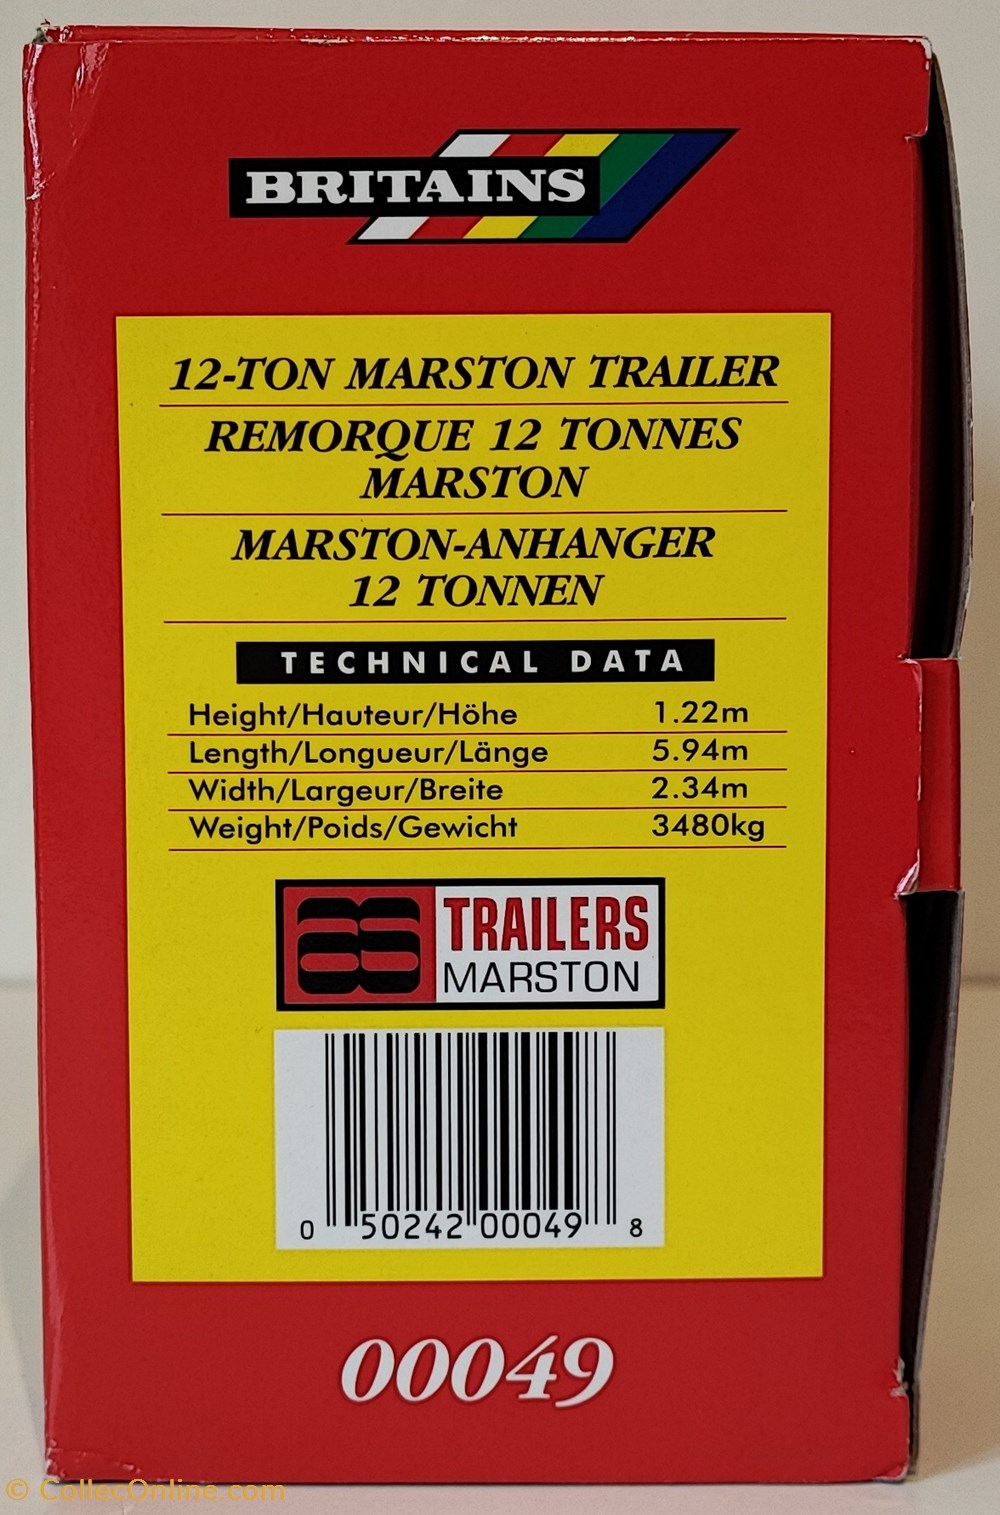 BRITAINS
12-TON MARSTON TRAILER
REMORQUE 12 TONNES
MARSTON
MARSTON-ANHANGER
12 TONNEN
TECHNICAL DATA
Height/Hauteur/Höhe 1.22m
Length/Longueur/Länge 5.94m
Width/Largeur/Breite 2.34m
Weight/Poids/Gewicht 3480kg
TRAILERS
MARSTON
0 50242 00049 8
00049
© CollecOnline.com